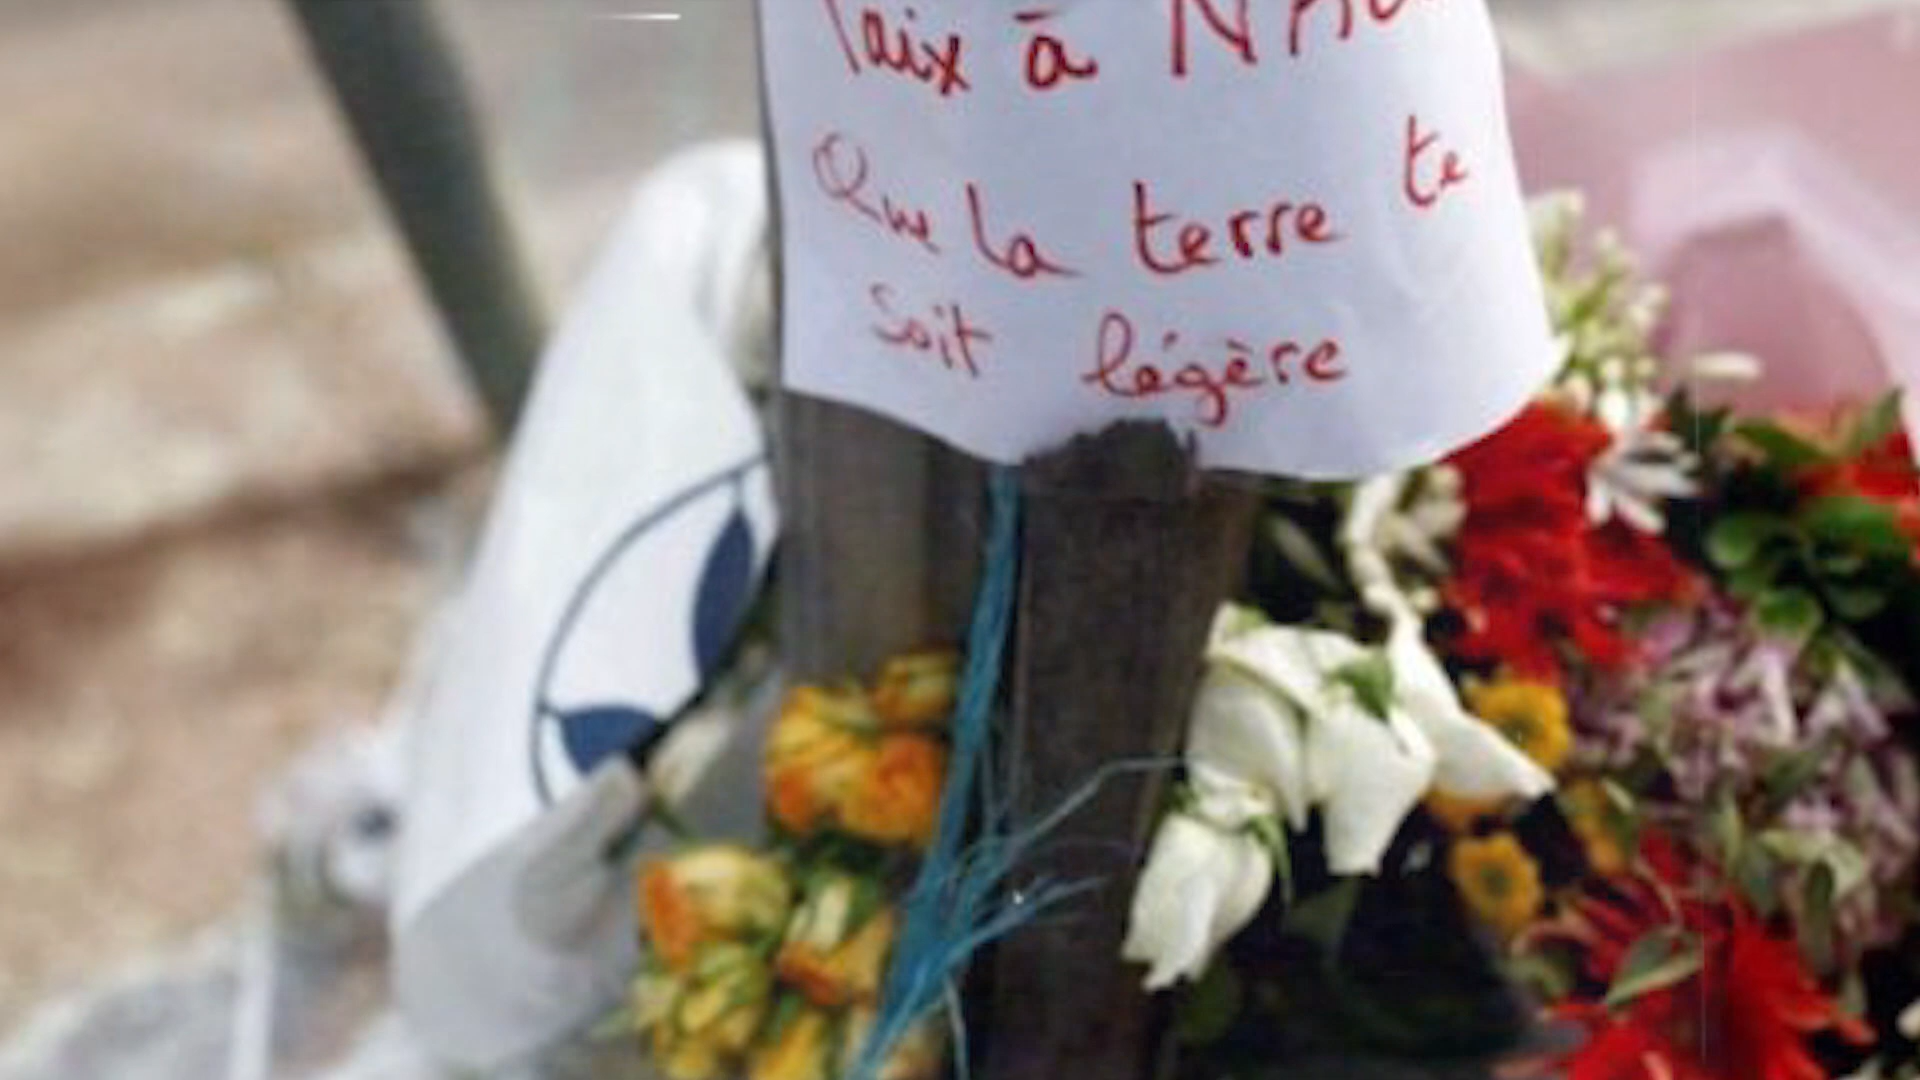 Paix à
Que la terre te
soit légère